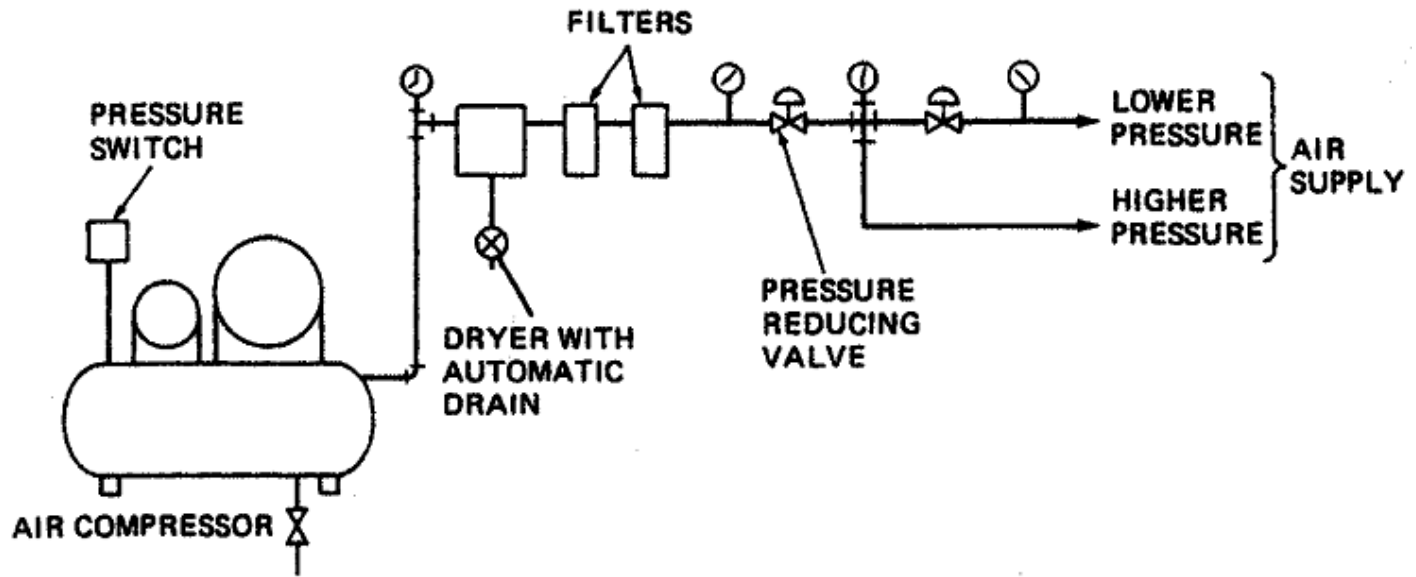 FILTERS
PRESSURE
SWITCH
LOWER
PRESSURE
AIR
SUPPLY
HIGHER
PRESSURE
PRESSURE
REDUCING
VALVE
DRYER WITH
AUTOMATIC
DRAIN
AIR COMPRESSOR